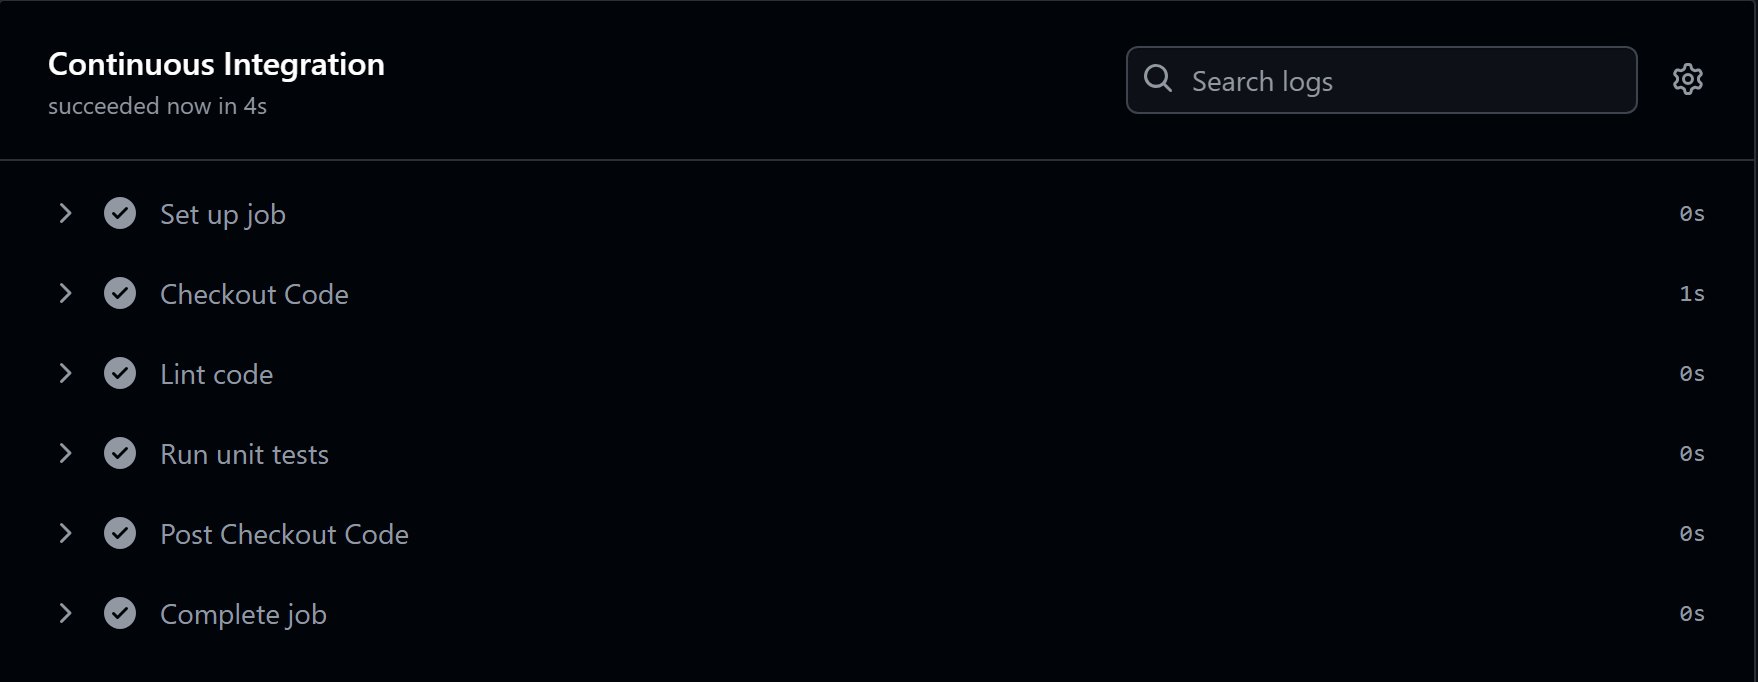 Continuous Integration
succeeded now in 4s
Search logs
Set up job 0s
Checkout Code 1s
Lint code 0s
Run unit tests 0s
Post Checkout Code 0s
Complete job 0s